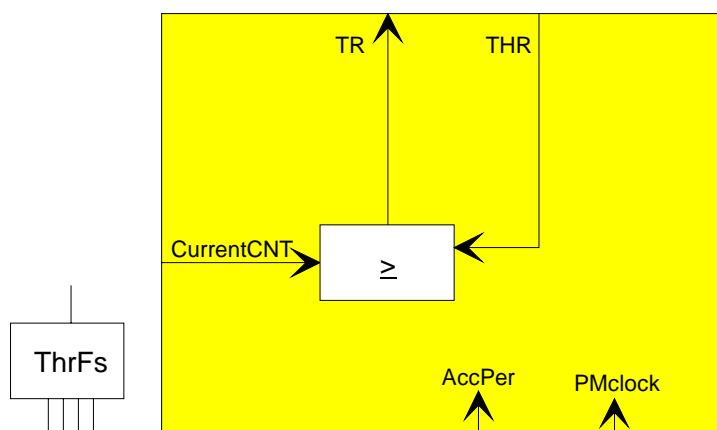 TR THR
CurrentCNT
≥
ThrFs
AccPer PMclock